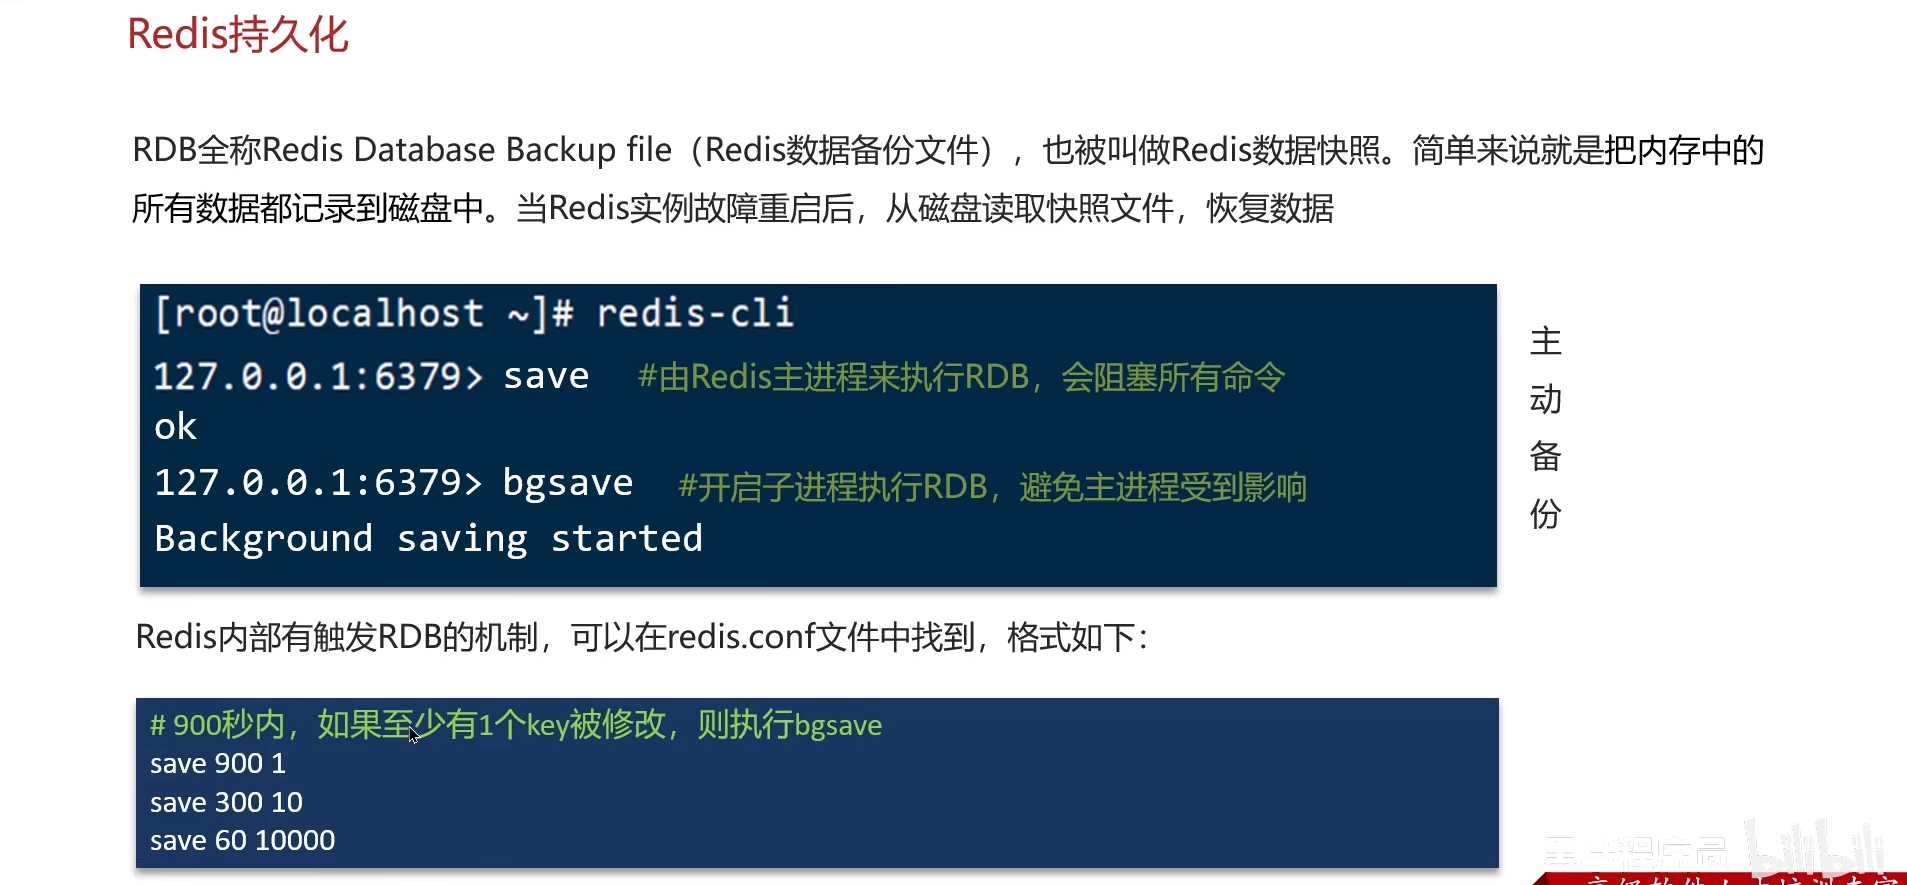 Redis持久化
RDB全称Redis Database Backup file（Redis数据备份文件），也被叫做Redis数据快照。简单来说就是把内存中的
所有数据都记录到磁盘中。当Redis实例故障重启后，从磁盘读取快照文件，恢复数据
[root@localhost ~]# redis-cli
127.0.0.1:6379> save #由Redis主进程来执行RDB，会阻塞所有命令
ok
127.0.0.1:6379> bgsave #开启子进程执行RDB，避免主进程受到影响
Background saving started
主
动
备
份
Redis内部有触发RDB的机制，可以在redis.conf文件中找到，格式如下：
# 900秒内，如果至少有1个key被修改，则执行bgsave
save 900 1
save 300 10
save 60 10000
黑马程序员
bilibili